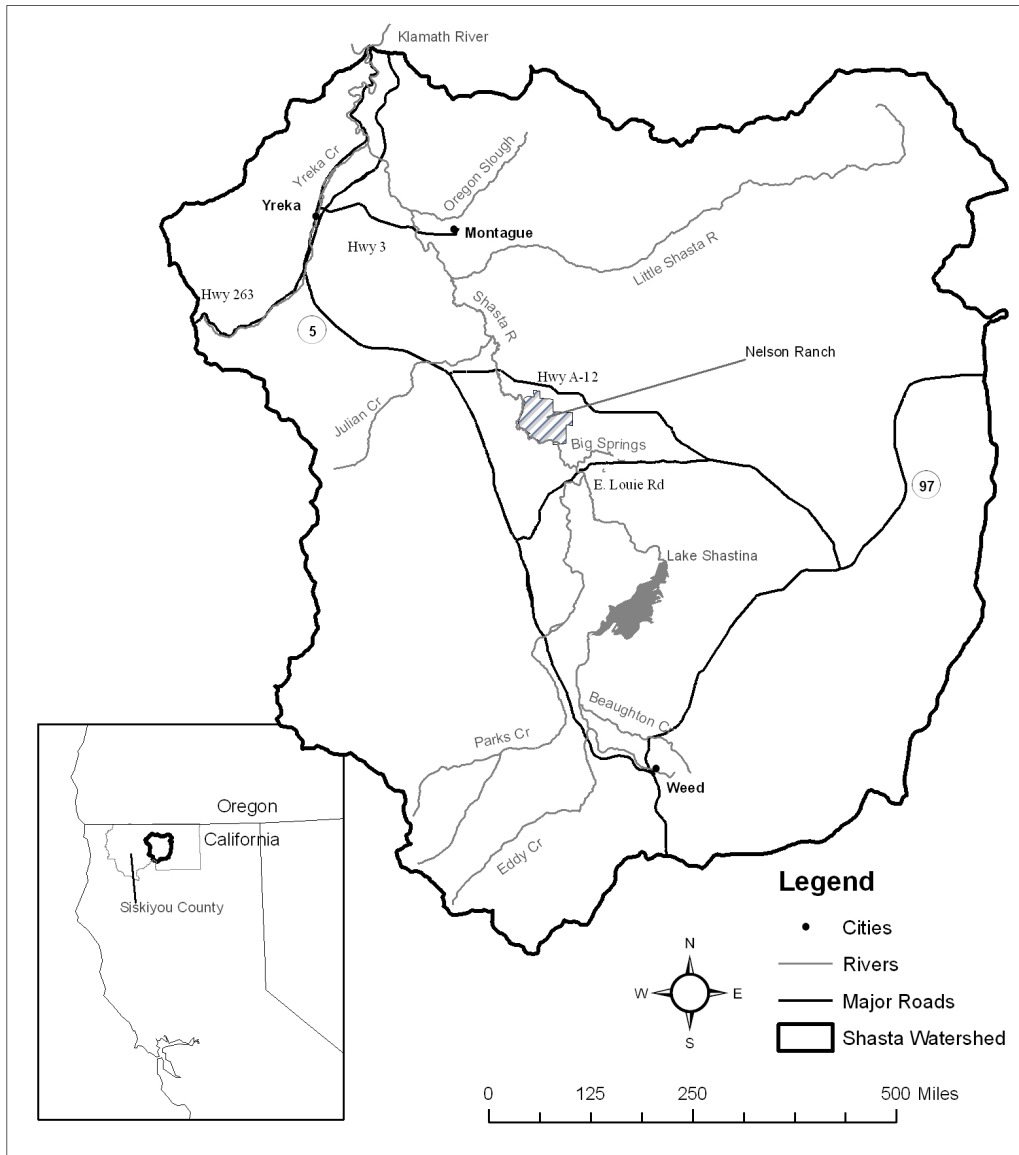 Klamath River
Yreka Cr
Oregon Slough
Yreka
Montague
Hwy 3
Little Shasta R
Hwy 263
Shasta R
5
Nelson Ranch
Hwy A-12
Julian Cr
Big Springs
E. Louie Rd
97
Lake Shastina
Beaughton C
Parks Cr
Weed
Eddy Cr
Oregon
California
Siskiyou County
Legend
Cities
Rivers
Major Roads
Shasta Watershed
N
W E
S
0 125 250 500 Miles